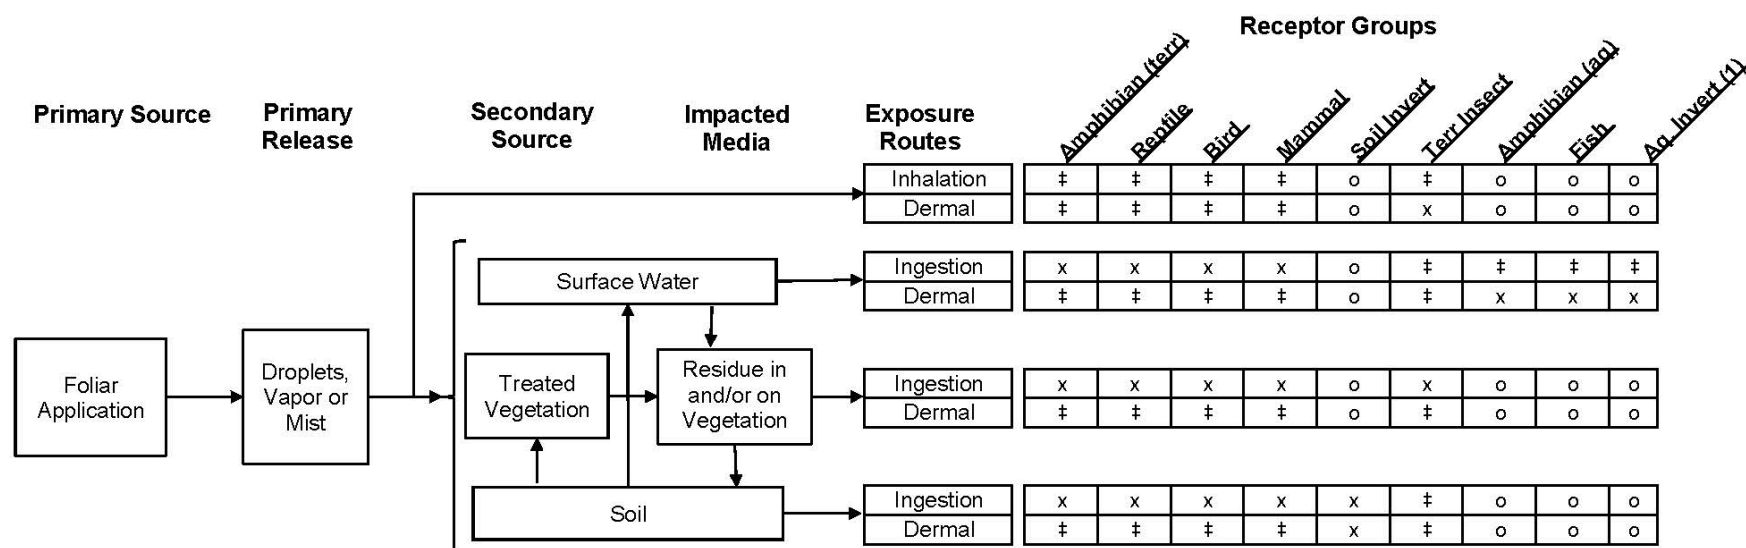 Receptor Groups
Primary Source
Primary
Release
Secondary
Source
Impacted
Media
Exposure
Routes
Amphibian (terr)
Reptile
Bird
Mammal
Soil Invert
Terr Insect
Amphibian (aq)
Fish
Aq. Invert (1)
Inhalation ‡ ‡ ‡ ‡ o ‡ o o o
Dermal ‡ ‡ ‡ ‡ o x o o o
Surface Water
Ingestion x x x x o ‡ ‡ ‡ ‡
Dermal ‡ ‡ ‡ ‡ o ‡ x x x
Foliar
Application
Droplets,
Vapor or
Mist
Treated
Vegetation
Residue in
and/or on
Vegetation
Ingestion x x x x o x o o o
Dermal ‡ ‡ ‡ ‡ o ‡ o o o
Soil
Ingestion x x x x x ‡ o o o
Dermal ‡ ‡ ‡ ‡ x ‡ o o o